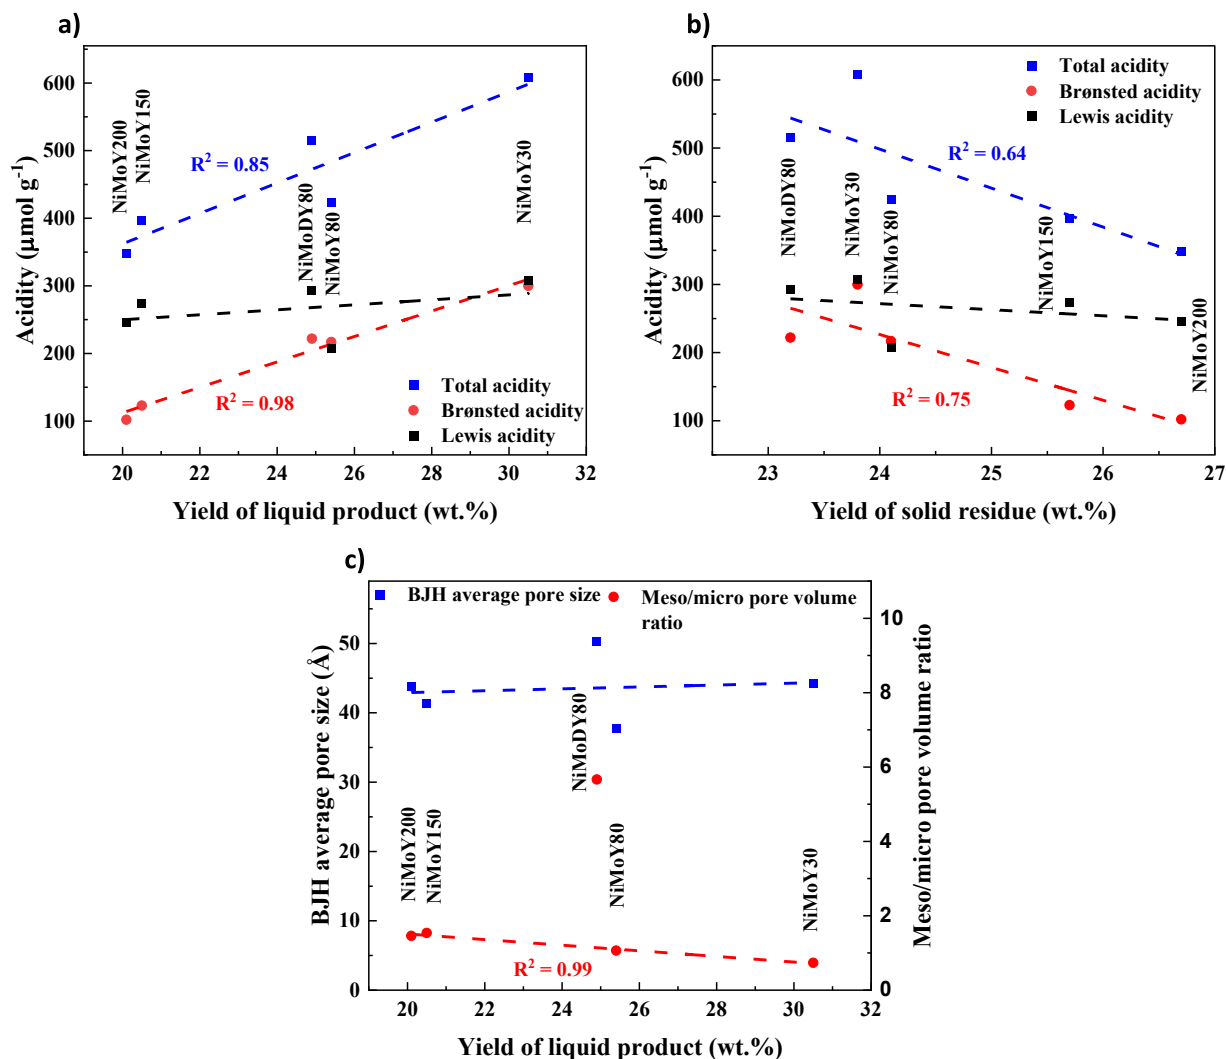 a)
Acidity (µmol g-1)
600
500
400
300
200
100
NiMoY200
NiMoY150
NiMoDY80
NiMoY80
NiMoY30
R2 = 0.85
R2 = 0.98
Total acidity
Brønsted acidity
Lewis acidity
20 22 24 26 28 30 32
Yield of liquid product (wt.%)
b)
Acidity (µmol g-1)
600
500
400
300
200
100
Total acidity
Brønsted acidity
Lewis acidity
NiMoDY80
NiMoY30
NiMoY80
NiMoY150
NiMoY200
R2 = 0.64
R2 = 0.75
23 24 25 26 27
Yield of solid residue (wt.%)
c)
BJH average pore size (Å)
50
40
30
20
10
0
BJH average pore size
Meso/micro pore volume
ratio
NiMoY200
NiMoY150
NiMoDY80
NiMoY80
NiMoY30
R2 = 0.99
10
8
6
4
2
0
Meso/micro pore volume ratio
20 22 24 26 28 30 32
Yield of liquid product (wt.%)